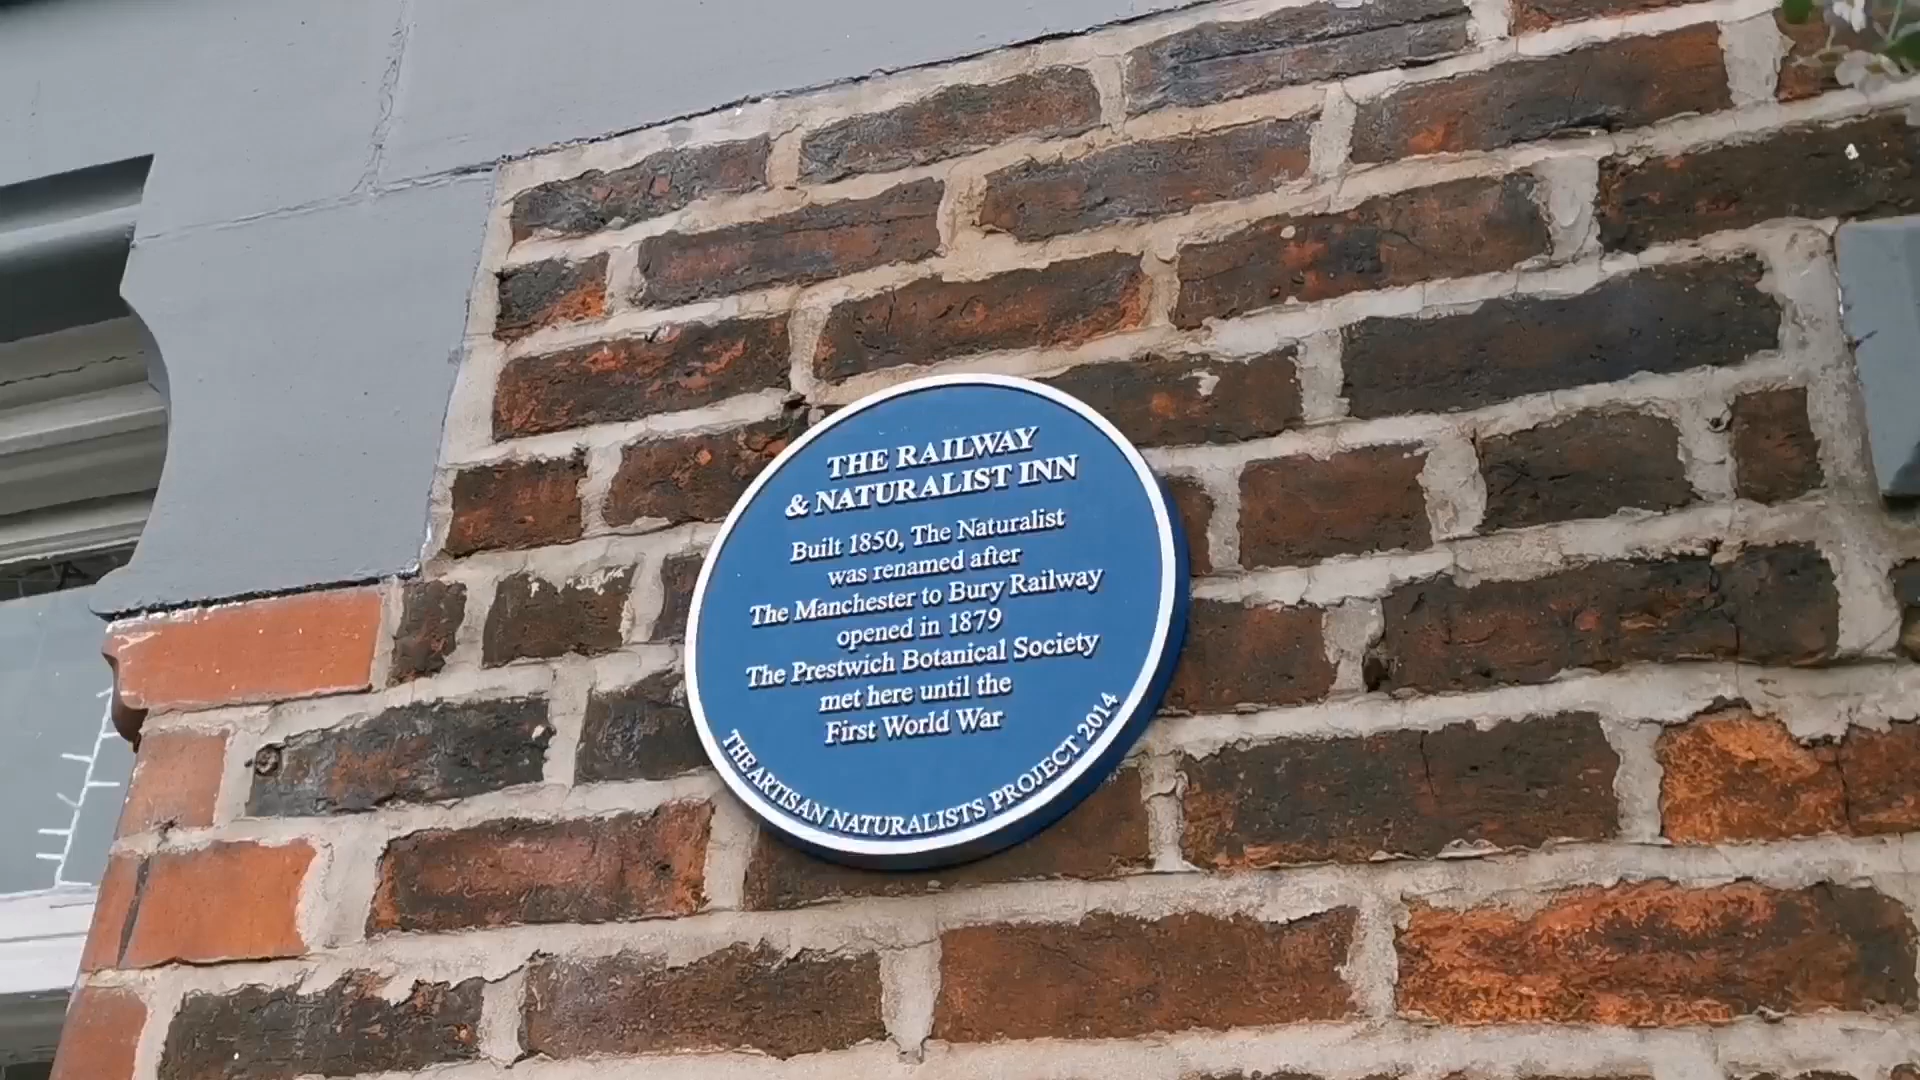 THE RAILWAY
& NATURALIST INN
Built 1850, The Naturalist
was renamed after
The Manchester to Bury Railway
opened in 1879
The Prestwich Botanical Society
met here until the
First World War
THE ARTISAN NATURALISTS PROJECT 2014